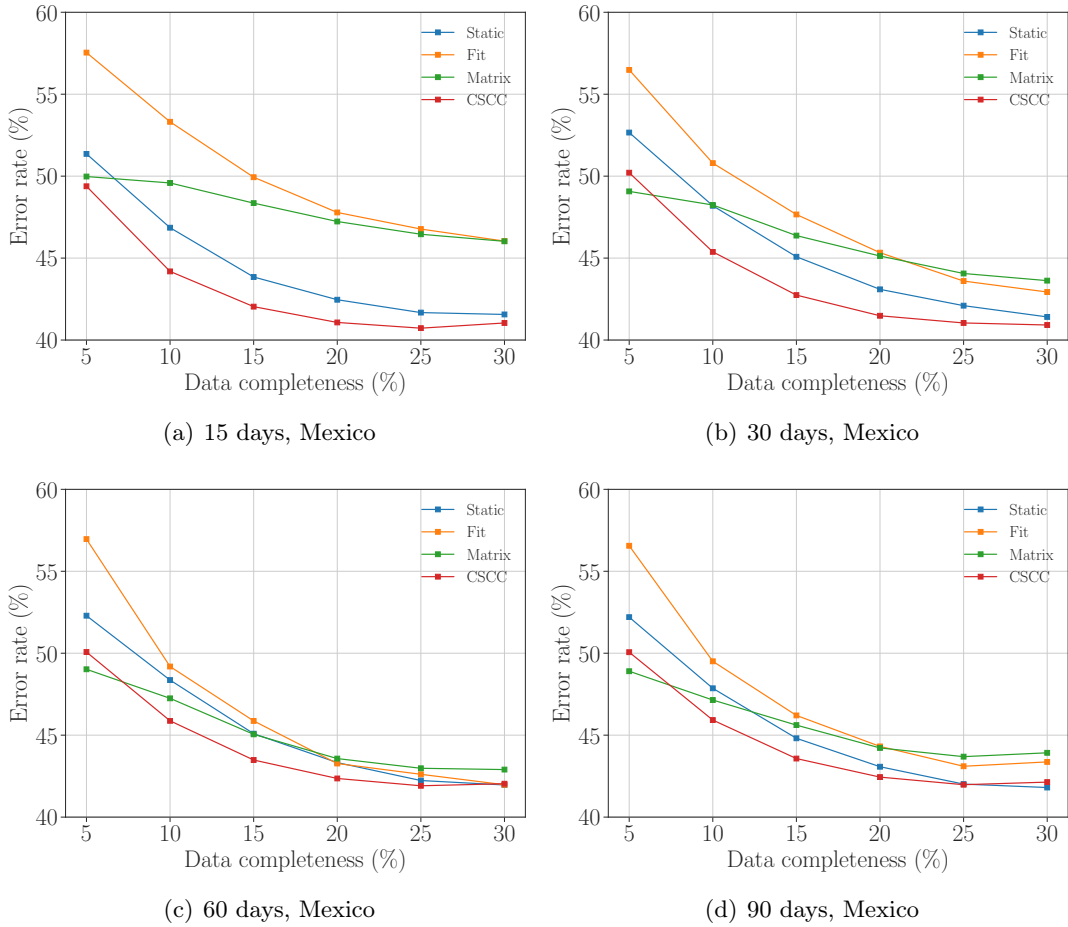 60
55
50
45
40
Error rate (%)
Static
Fit
Matrix
CSCC
5 10 15 20 25 30
Data completeness (%)
(a) 15 days, Mexico
60
55
50
45
40
Error rate (%)
Static
Fit
Matrix
CSCC
5 10 15 20 25 30
Data completeness (%)
(b) 30 days, Mexico
60
55
50
45
40
Error rate (%)
Static
Fit
Matrix
CSCC
5 10 15 20 25 30
Data completeness (%)
(c) 60 days, Mexico
60
55
50
45
40
Error rate (%)
Static
Fit
Matrix
CSCC
5 10 15 20 25 30
Data completeness (%)
(d) 90 days, Mexico